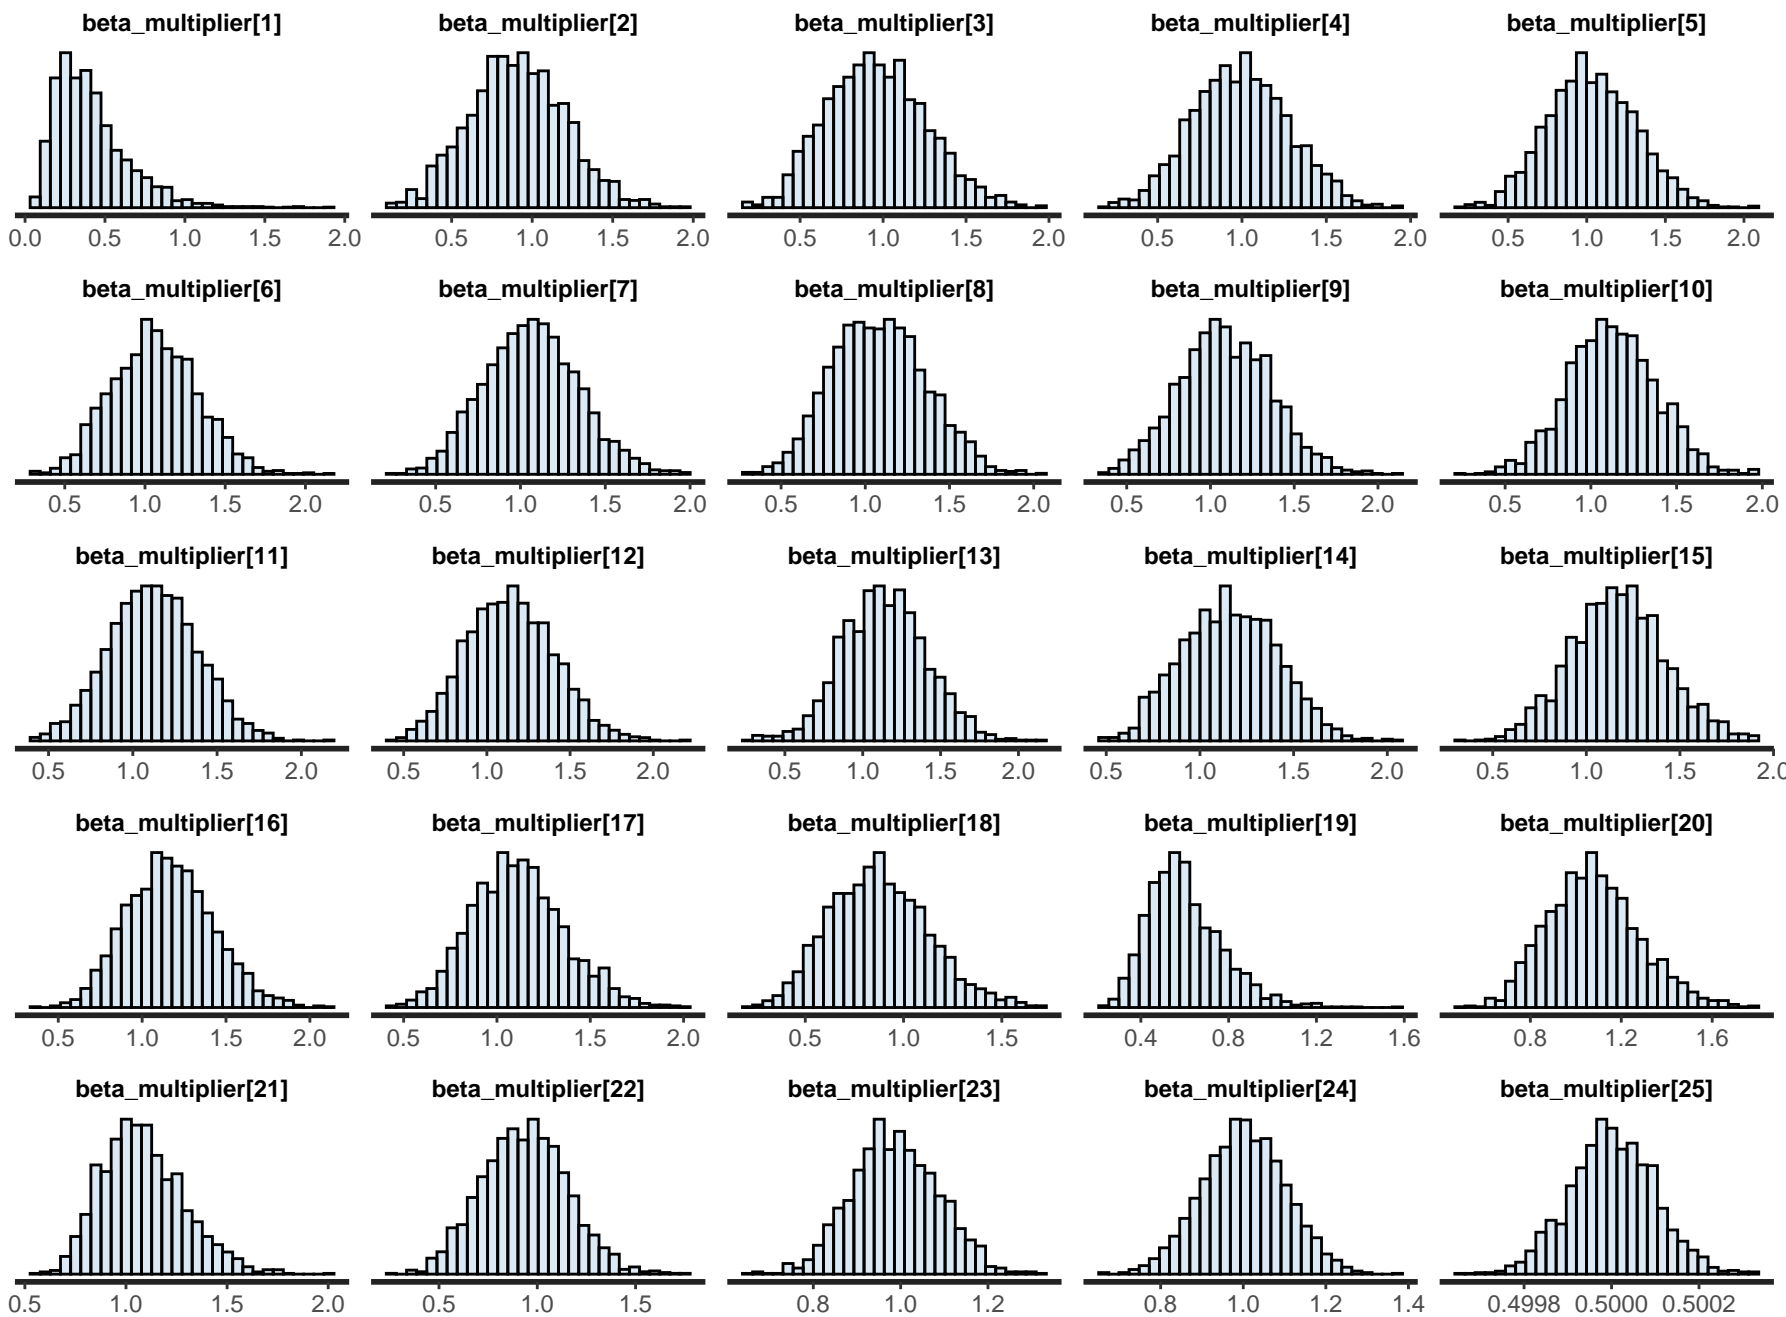 beta_multiplier[1] beta_multiplier[2] beta_multiplier[3] beta_multiplier[4] beta_multiplier[5]
0.0 0.5 1.0 1.5 2.0 0.5 1.0 1.5 2.0 0.5 1.0 1.5 2.0 0.5 1.0 1.5 2.0 0.5 1.0 1.5 2.0
beta_multiplier[6] beta_multiplier[7] beta_multiplier[8] beta_multiplier[9] beta_multiplier[10]
0.5 1.0 1.5 2.0 0.5 1.0 1.5 2.0 0.5 1.0 1.5 2.0 0.5 1.0 1.5 2.0 0.5 1.0 1.5 2.0
beta_multiplier[11] beta_multiplier[12] beta_multiplier[13] beta_multiplier[14] beta_multiplier[15]
0.5 1.0 1.5 2.0 0.5 1.0 1.5 2.0 0.5 1.0 1.5 2.0 0.5 1.0 1.5 2.0 0.5 1.0 1.5 2.0
beta_multiplier[16] beta_multiplier[17] beta_multiplier[18] beta_multiplier[19] beta_multiplier[20]
0.5 1.0 1.5 2.0 0.5 1.0 1.5 2.0 0.5 1.0 1.5 0.4 0.8 1.2 1.6 0.8 1.2 1.6
beta_multiplier[21] beta_multiplier[22] beta_multiplier[23] beta_multiplier[24] beta_multiplier[25]
0.5 1.0 1.5 2.0 0.5 1.0 1.5 0.8 1.0 1.2 0.8 1.0 1.2 1.4 0.4998 0.5000 0.5002